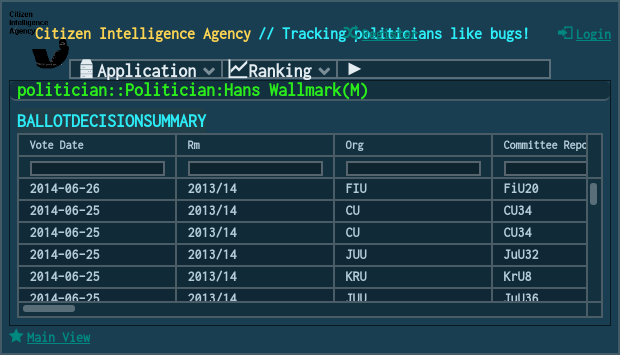 Citizen
Intelligence
Agency
Citizen Intelligence Agency // Tracking politicians like bugs!
Login
Application Ranking
politician::Politician:Hans Wallmark(M)
BALLOTDECISIONSUMMARY
Vote Date Rm Org Committee Repo
2014-06-26 2013/14 FIU FiU20
2014-06-25 2013/14 CU CU34
2014-06-25 2013/14 CU CU34
2014-06-25 2013/14 JUU JuU32
2014-06-25 2013/14 KRU KrU8
2014-06-25 2013/14 JUU JuU36
Main View